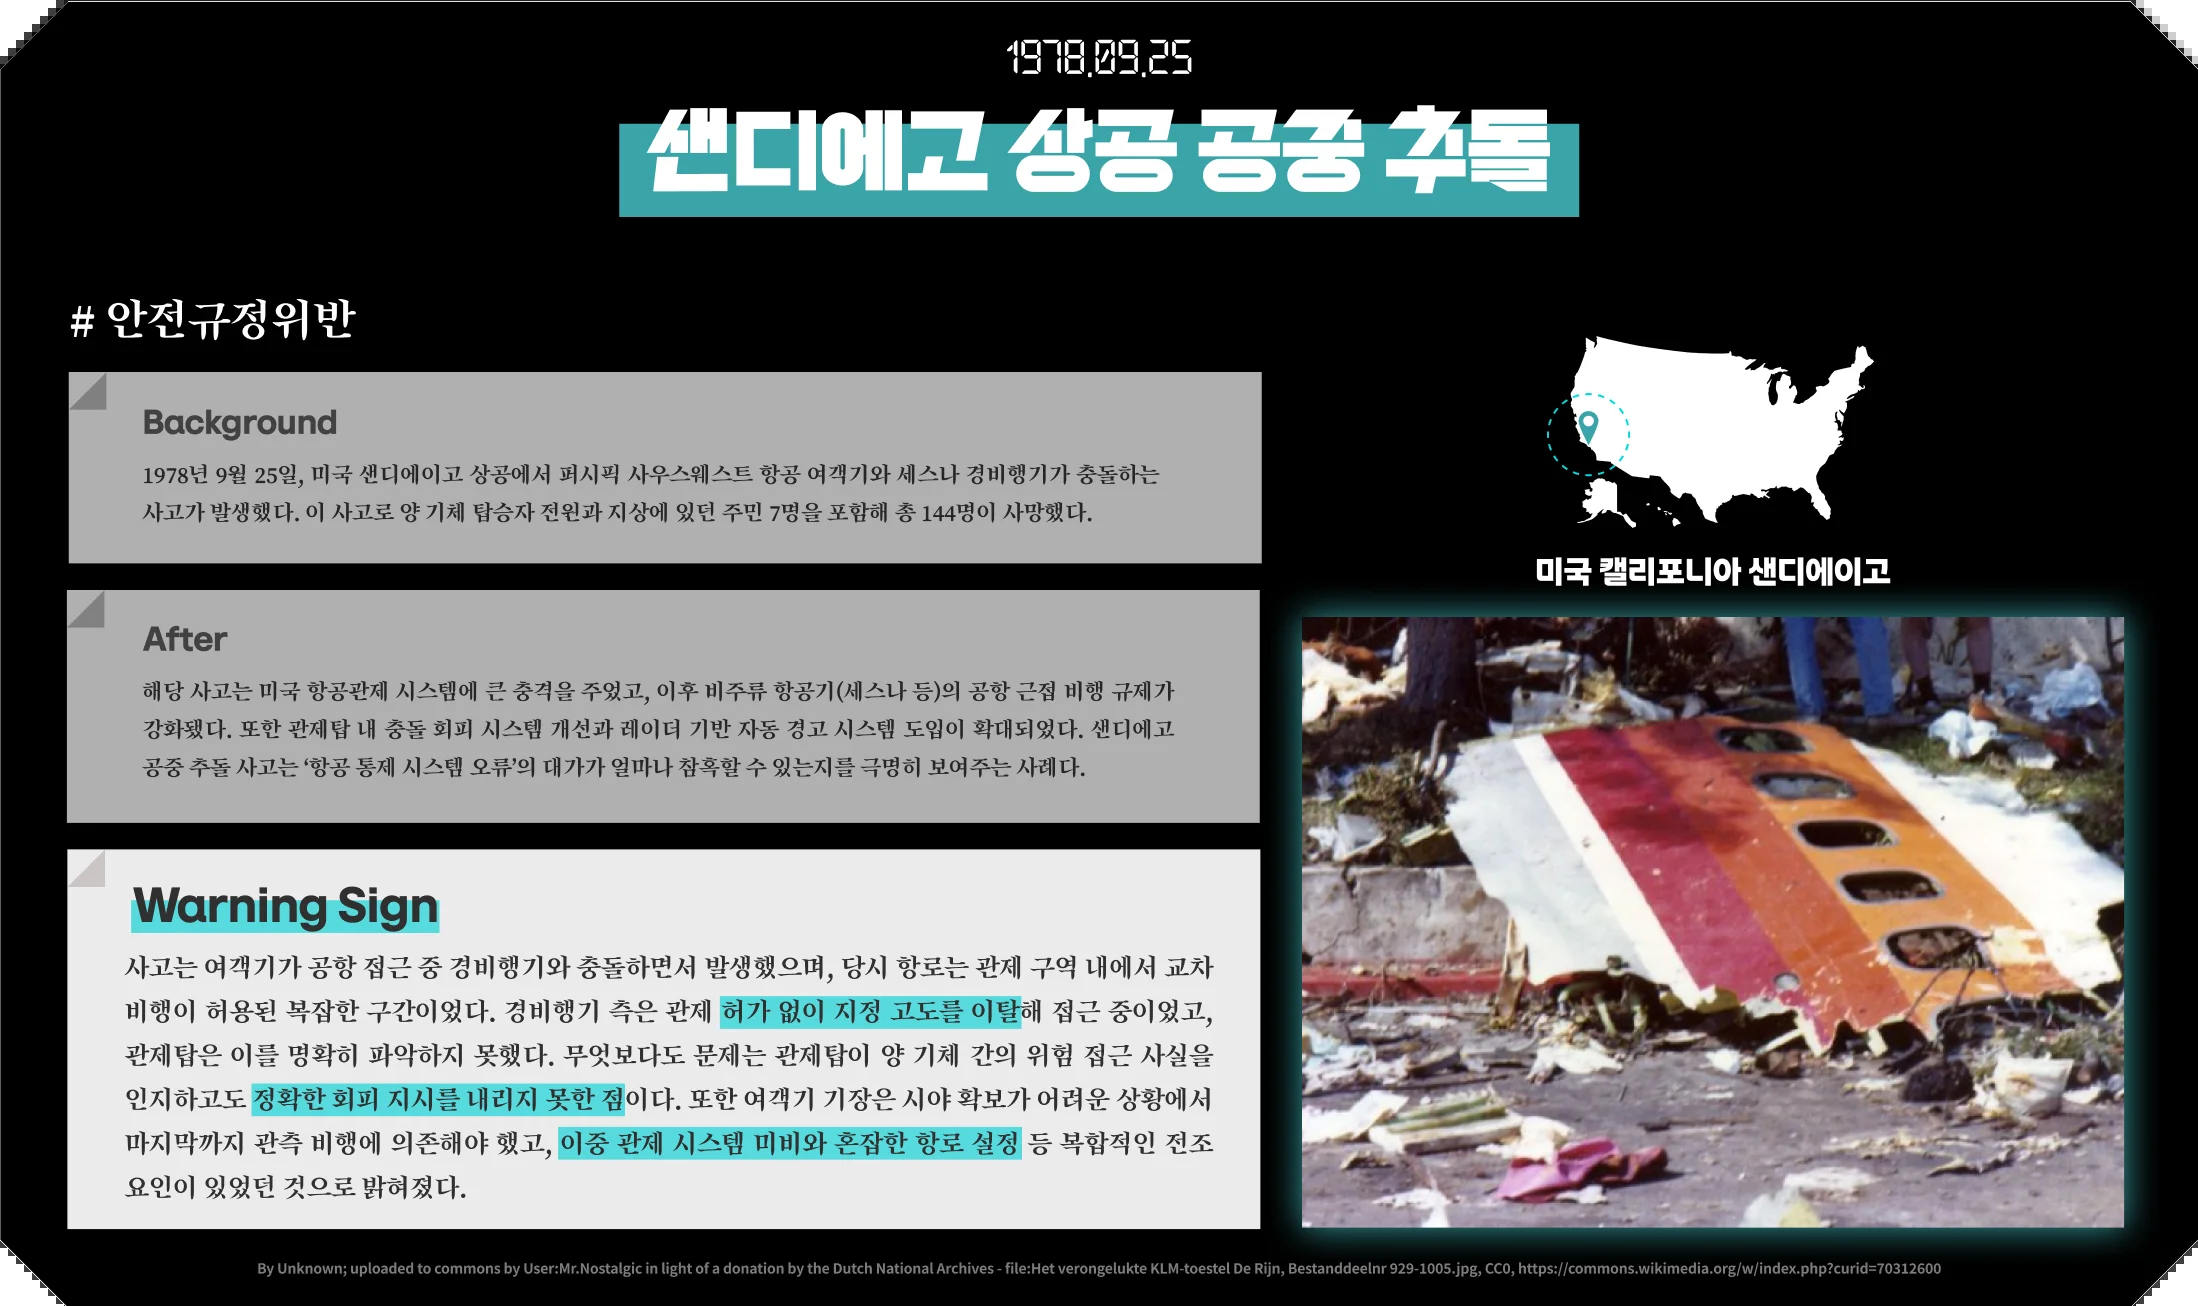 1978.09.25
샌디에고 상공 공중 추돌
# 안전규정위반
Background
1978년 9월 25일, 미국 샌디에이고 상공에서 퍼시픽 사우스웨스트 항공 여객기와 세스나 경비행기가 충돌하는
사고가 발생했다. 이 사고로 양 기체 탑승자 전원과 지상에 있던 주민 7명을 포함해 총 144명이 사망했다.
After
해당 사고는 미국 항공관제 시스템에 큰 충격을 주었고, 이후 비주류 항공기(세스나 등)의 공항 근접 비행 규제가
강화됐다. 또한 관제탑 내 충돌 회피 시스템 개선과 레이더 기반 자동 경고 시스템 도입이 확대되었다. 샌디에고
공중 추돌 사고는 ‘항공 통제 시스템 오류’의 대가가 얼마나 참혹할 수 있는지를 극명히 보여주는 사례다.
Warning Sign
사고는 여객기가 공항 접근 중 경비행기와 충돌하면서 발생했으며, 당시 항로는 관제 구역 내에서 교차
비행이 허용된 복잡한 구간이었다. 경비행기 측은 관제 허가 없이 지정 고도를 이탈해 접근 중이었고,
관제탑은 이를 명확히 파악하지 못했다. 무엇보다도 문제는 관제탑이 양 기체 간의 위험 접근 사실을
인지하고도 정확한 회피 지시를 내리지 못한 점이다. 또한 여객기 기장은 시야 확보가 어려운 상황에서
마지막까지 관측 비행에 의존해야 했고, 이중 관제 시스템 미비와 혼잡한 항로 설정 등 복합적인 전조
요인이 있었던 것으로 밝혀졌다.
미국 캘리포니아 샌디에이고
By Unknown; uploaded to commons by User:Mr.Nostalgic in light of a donation by the Dutch National Archives - file:Het verongelukte KLM-toestel De Rijn, Bestanddeelnr 929-1005.jpg, CC0, https://commons.wikimedia.org/w/index.php?curid=70312600